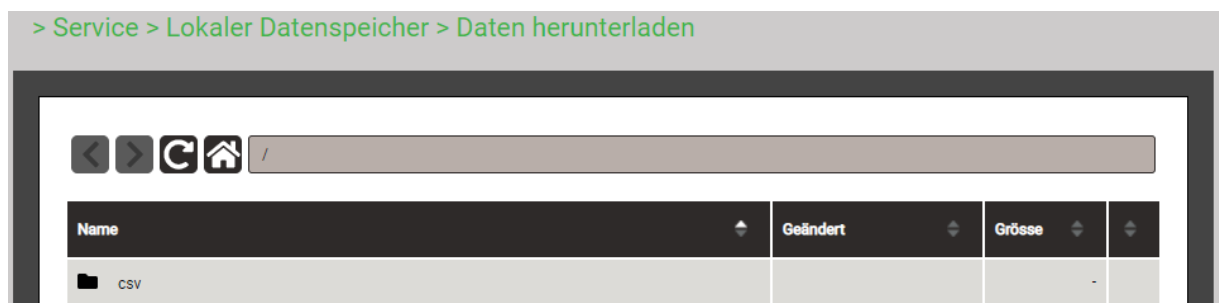 > Service > Lokaler Datenspeicher > Daten herunterladen
/
Name Geändert Grösse
csv -